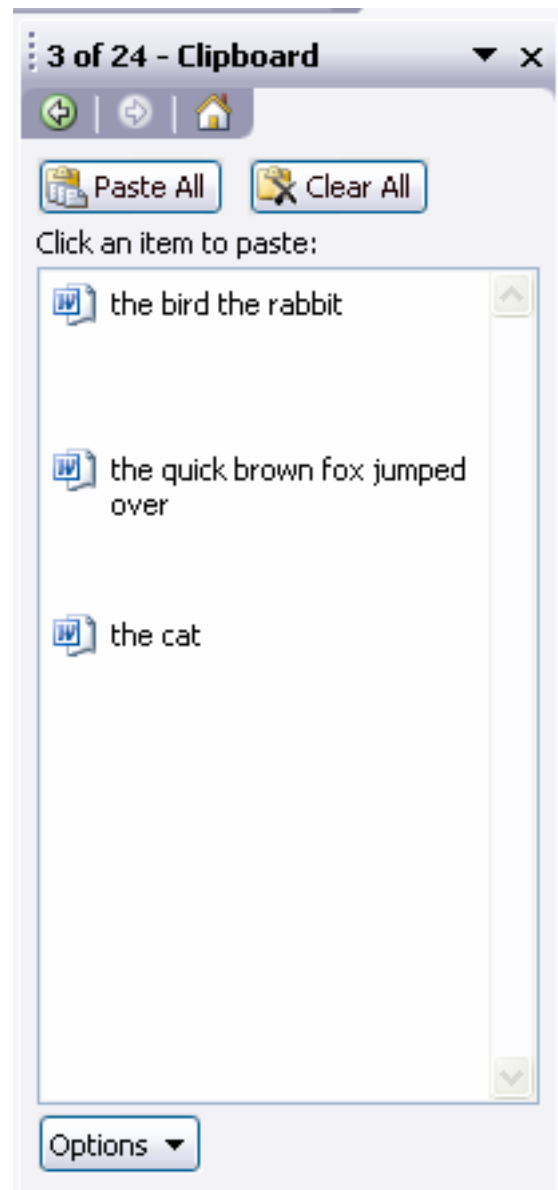 3 of 24 - Clipboard
Paste All Clear All
Click an item to paste:
the bird the rabbit
the quick brown fox jumped
over
the cat
Options